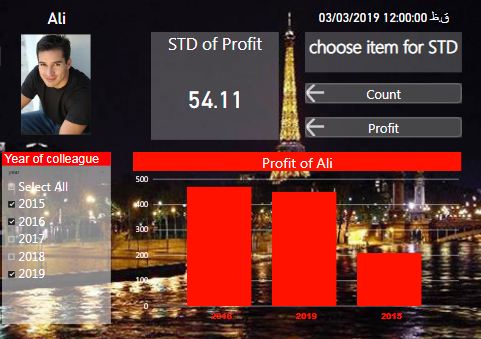 Ali
03/03/2019 12:00:00 ق.ظ
STD of Profit
54.11
choose item for STD
Count
Profit
Year of colleague
year
Select All
2015
2016
2017
2018
2019
Profit of Ali
500
400
300
200
100
0
2016
2019
2015